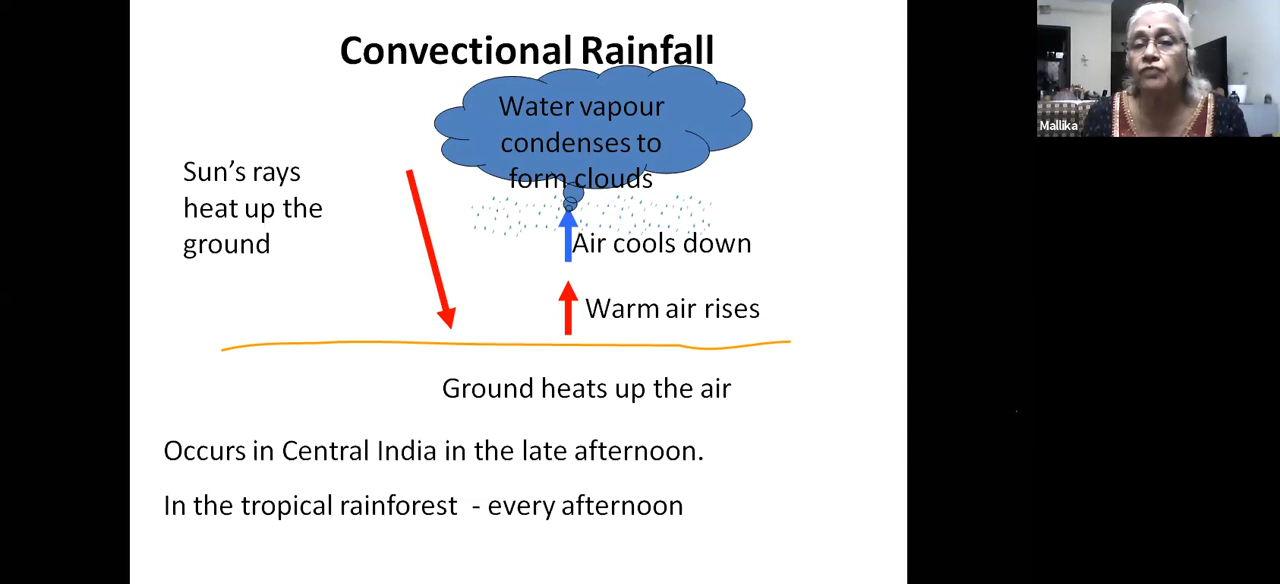 Convectional Rainfall
Water vapour
condenses to
form clouds
Sun's rays
heat up the
ground
Air cools down
Warm air rises
Ground heats up the air
Occurs in Central India in the late afternoon.
In the tropical rainforest - every afternoon
Mallika